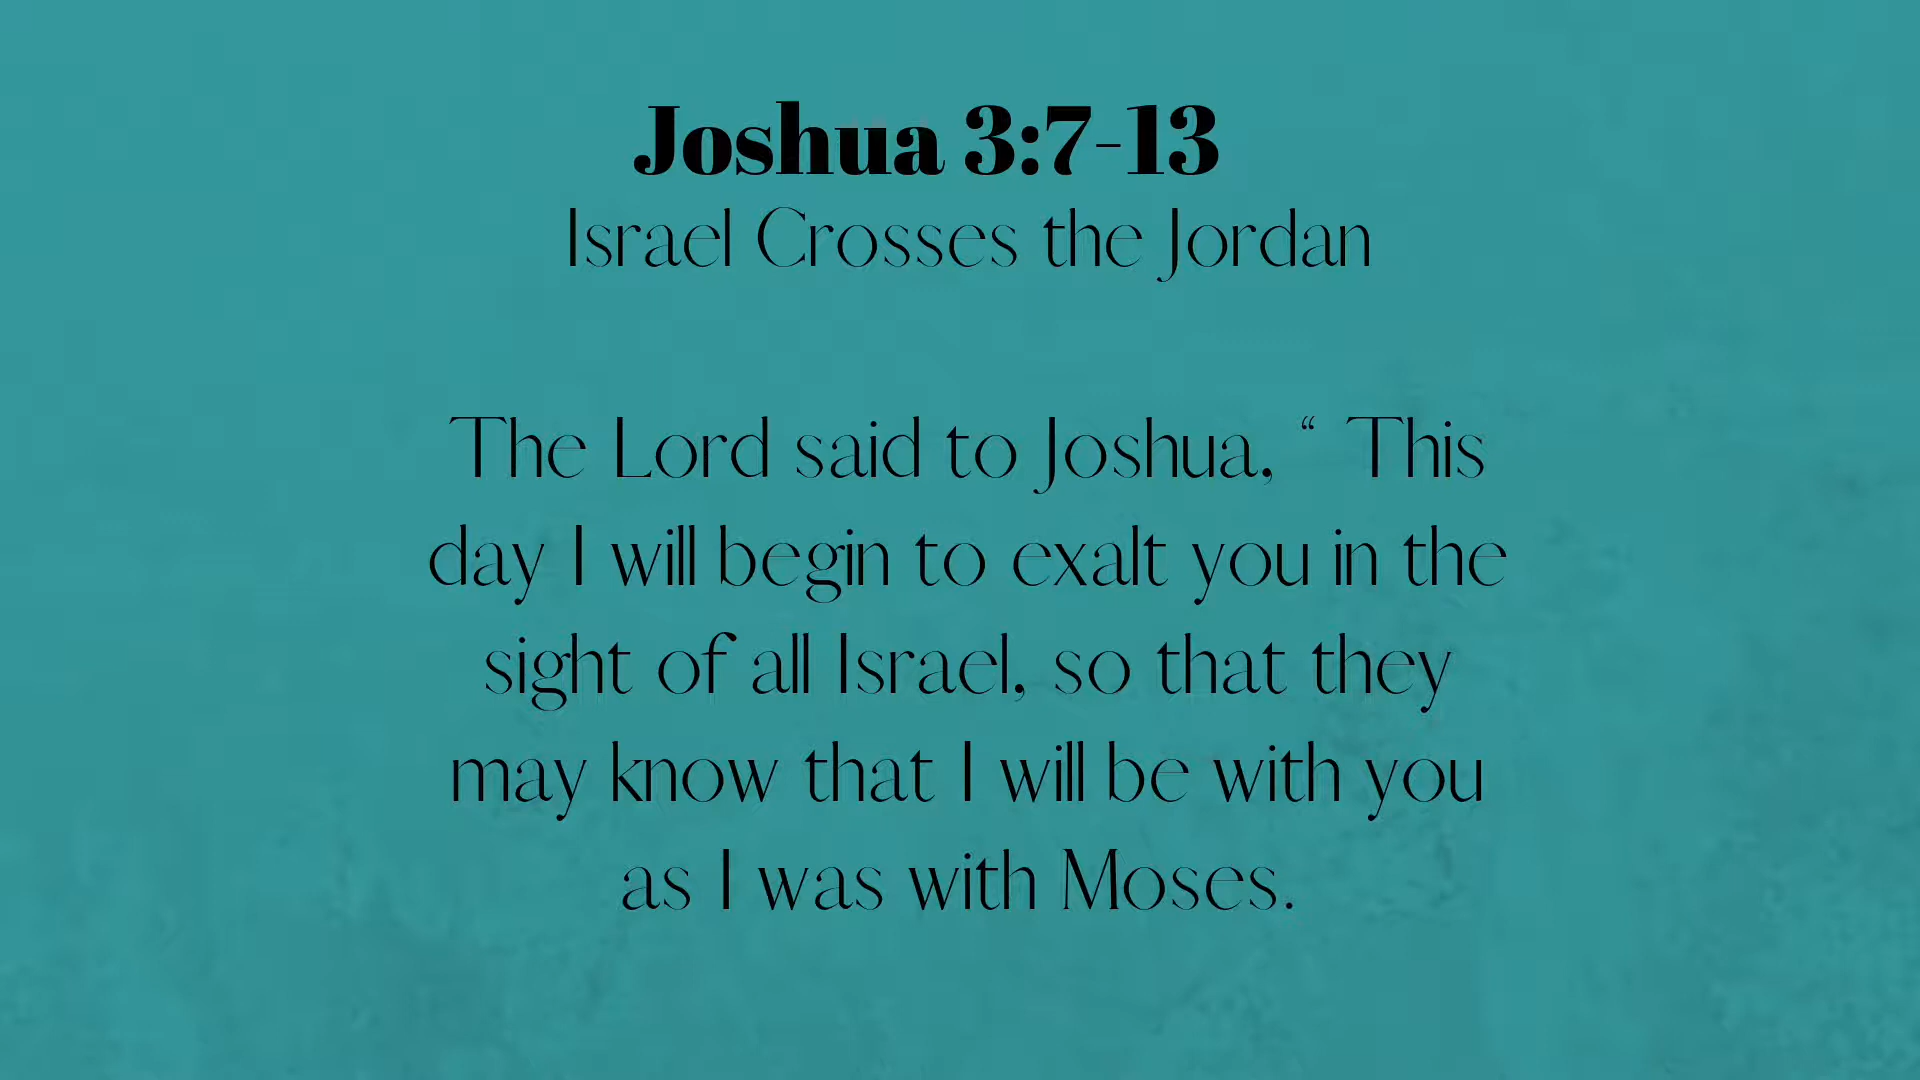 Joshua 3:7-13
Israel Crosses the Jordan
The Lord said to Joshua, “ This
day I will begin to exalt you in the
sight of all Israel, so that they
may know that I will be with you
as I was with Moses.